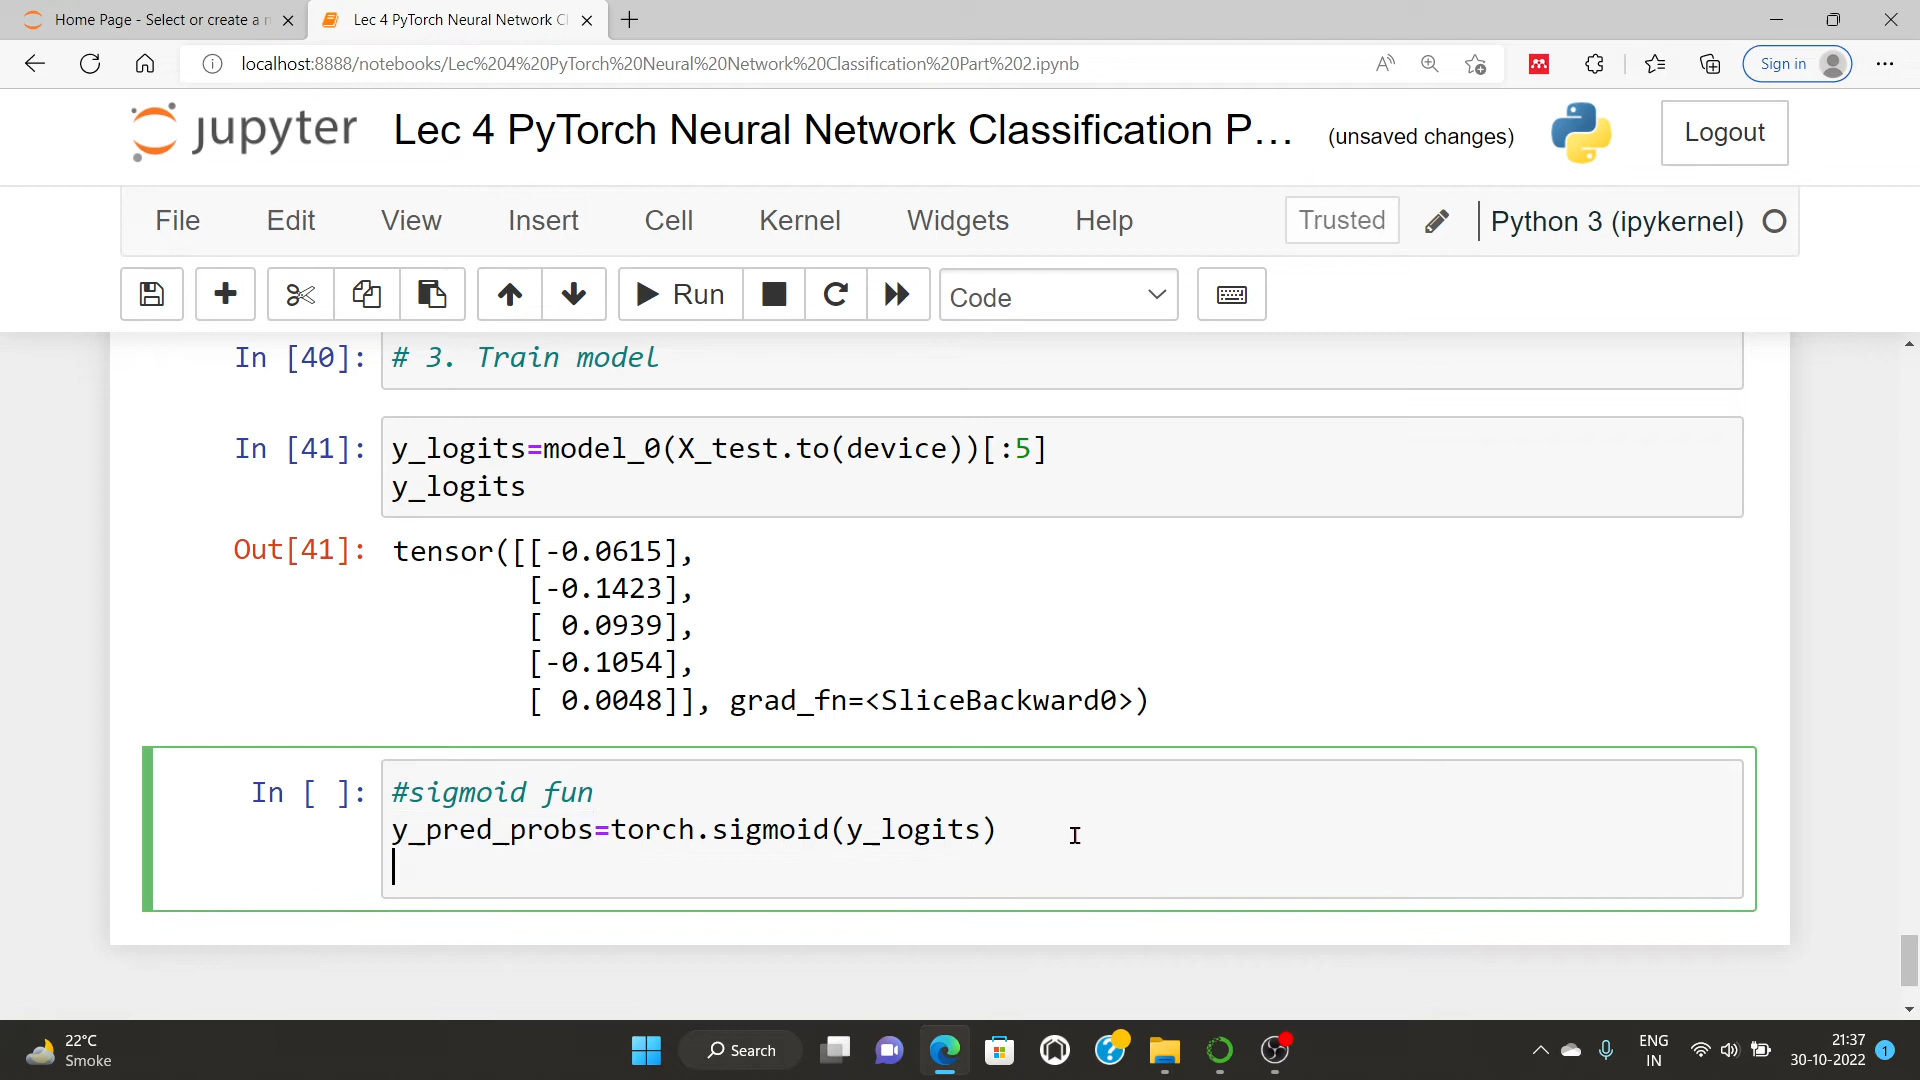 Home Page - Select or create a n
Lec 4 PyTorch Neural Network Cl
localhost:8888/notebooks/Lec%204%20PyTorch%20Neural%20Network%20Classification%20Part%202.ipynb
Sign in
jupyter Lec 4 PyTorch Neural Network Classification P... (unsaved changes)
Logout
File Edit View Insert Cell Kernel Widgets Help
Trusted
Python 3 (ipykernel)
Run
Code
In [40]: # 3. Train model
In [41]: y_logits=model_0(X_test.to(device))[:5]
y_logits
Out[41]: tensor([[-0.0615],
[-0.1423],
[ 0.0939],
[-0.1054],
[ 0.0048]], grad_fn=<SliceBackward0>)
In [ ]: #sigmoid fun
y_pred_probs=torch.sigmoid(y_logits)
22°C
Smoke
Search
ENG
IN
21:37
30-10-2022
1